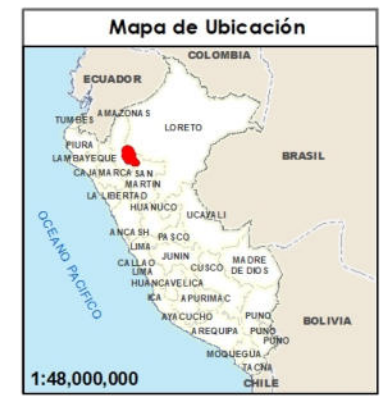 Mapa de Ubicación
COLOMBIA
ECUADOR
AMAZONAS
TUMBES
LORETO
PIURA
LAMBAYEQUE
BRASIL
CAJAMARCA SAN
MARTIN
LA LIBERTAD
HUANUCO
UCAYALI
OCEANO PACIFICO
ANCASH
PASCO
LIMA
JUNIN
CALLAO
MADRE
LIMA
CUSCO
DE DIOS
HUANCAVELICA
ICA
APURIMAC
AYACUCHO
PUNO
BOLIVIA
AREQUIPA
PUNO
PUNO
MOQUEGUA
TACNA
1:48,000,000
CHILE